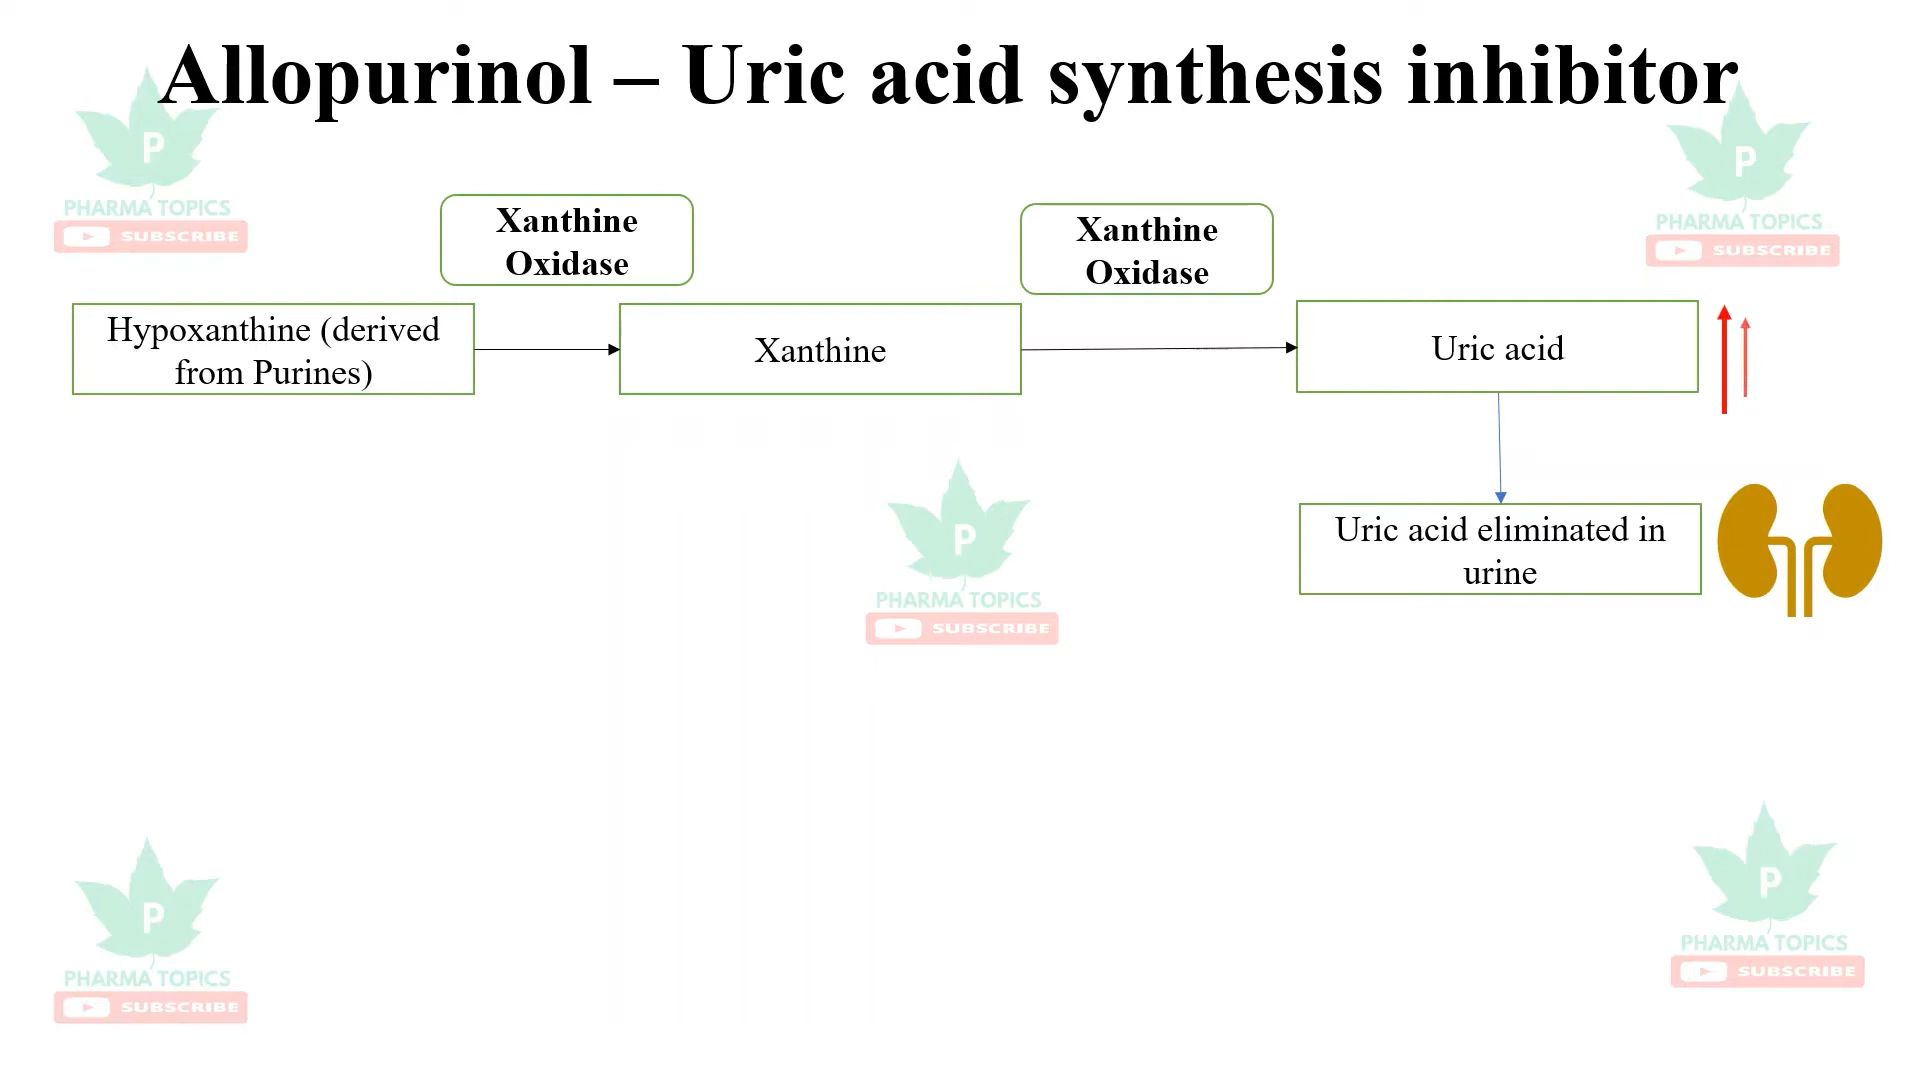 Allopurinol – Uric acid synthesis inhibitor
P
PHARMA TOPICS
SUBSCRIBE
P
PHARMA TOPICS
SUBSCRIBE
Xanthine
Oxidase
Xanthine
Oxidase
Hypoxanthine (derived
from Purines)
Xanthine
Uric acid
Uric acid eliminated in
urine
P
PHARMA TOPICS
SUBSCRIBE
P
PHARMA TOPICS
SUBSCRIBE
P
PHARMA TOPICS
SUBSCRIBE